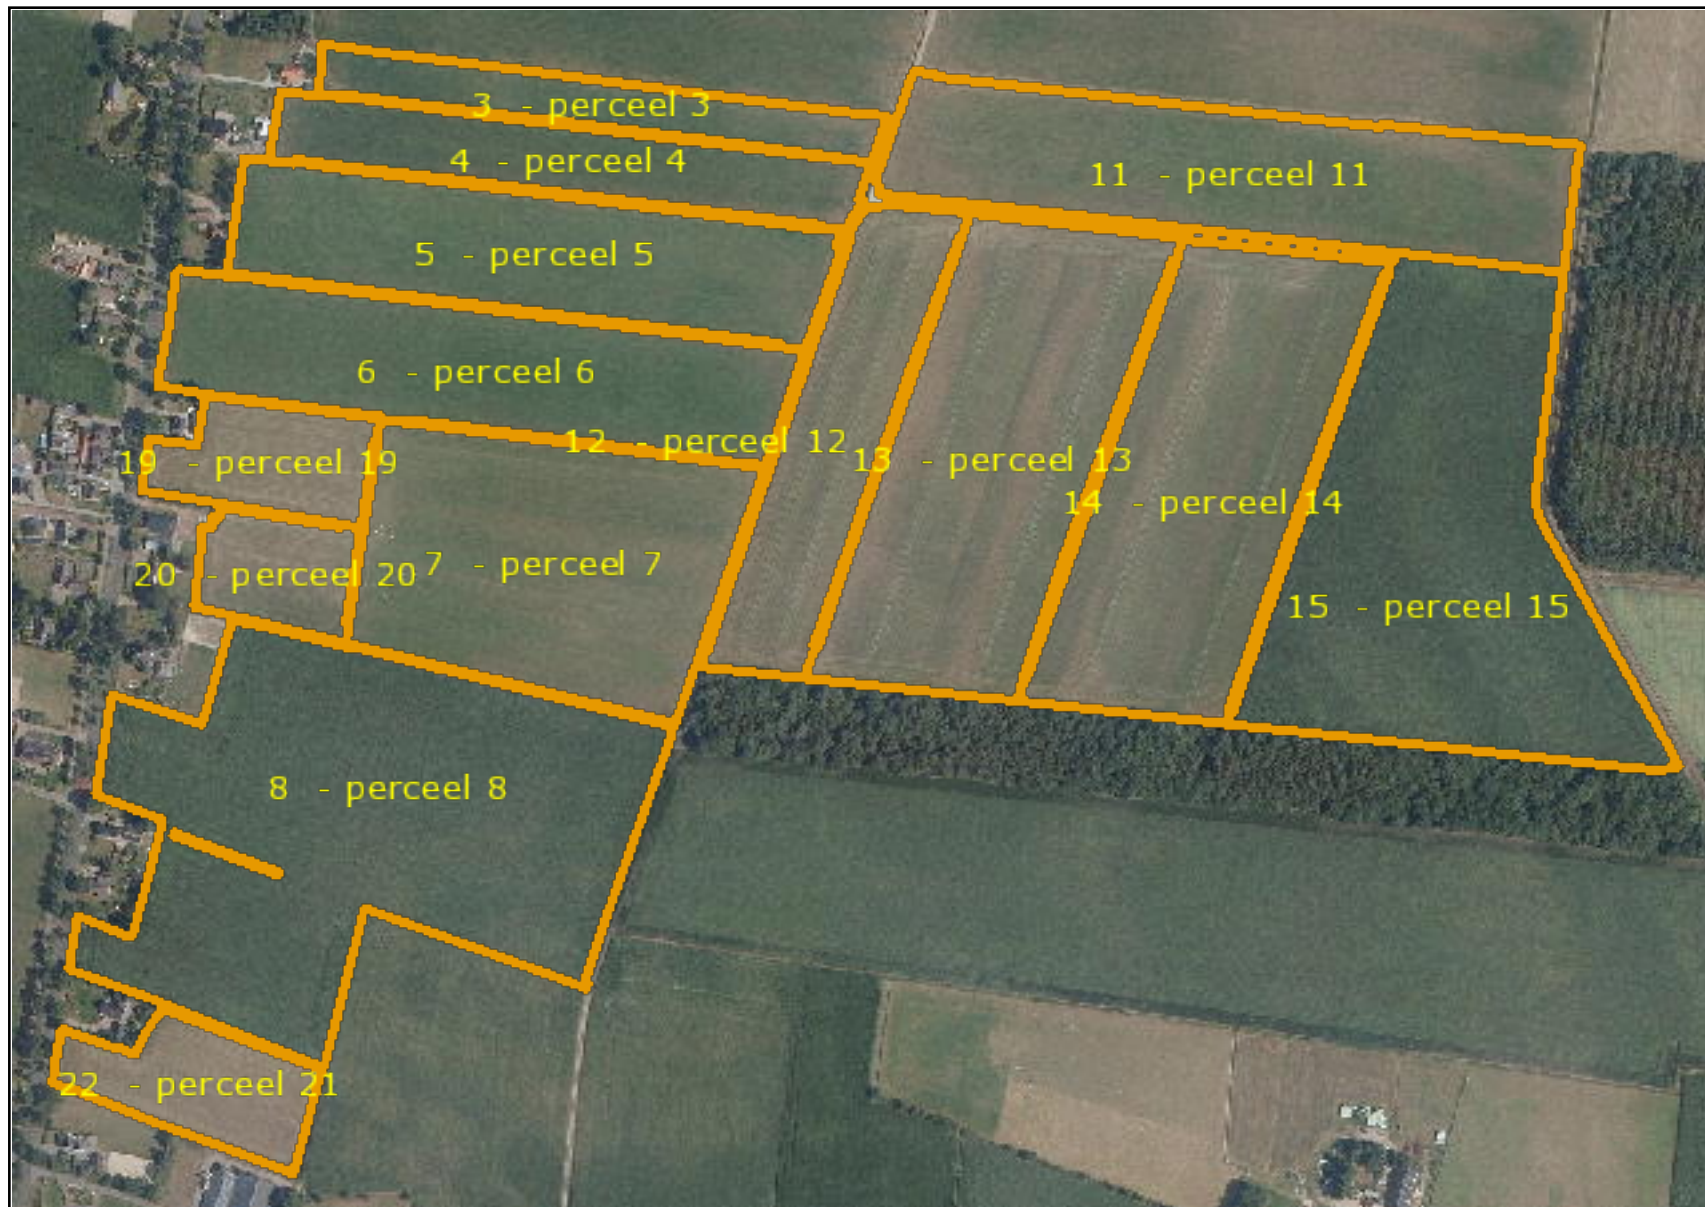 3 - perceel 3
4 - perceel 4
11 - perceel 11
5 - perceel 5
6 - perceel 6
12 - perceel 12
13 - perceel 13
19 - perceel 19
14 - perceel 14
7 - perceel 7
20 - perceel 20
15 - perceel 15
8 - perceel 8
22 - perceel 21